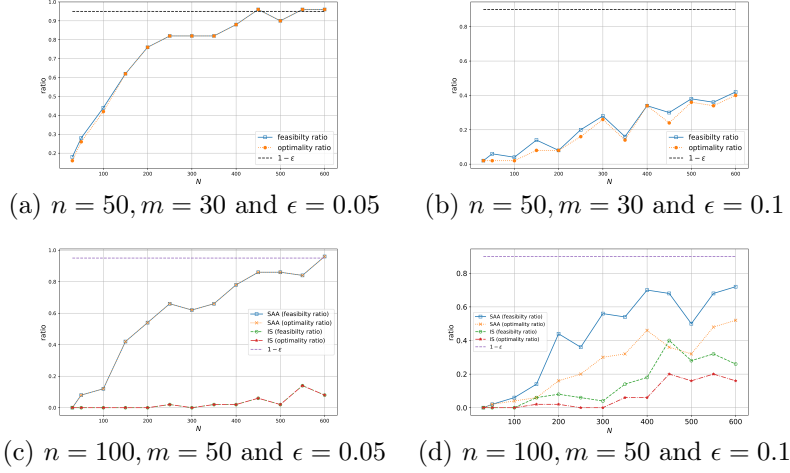 1.0
0.9
0.8
0.7
0.6
0.5
0.4
0.3
0.2
ratio
100 200 300 400 500 600
N
feasibilty ratio
optimality ratio
1 − ε
(a) n = 50, m = 30 and ϵ = 0.05
0.8
0.6
0.4
0.2
0.0
ratio
100 200 300 400 500 600
N
feasibilty ratio
optimality ratio
1 − ε
(b) n = 50, m = 30 and ϵ = 0.1
1.0
0.8
0.6
0.4
0.2
0.0
ratio
100 200 300 400 500 600
N
SAA (feasibilty ratio)
SAA (optimality ratio)
IS (feasibilty ratio)
IS (optimality ratio)
1 − ε
(c) n = 100, m = 50 and ϵ = 0.05
0.8
0.6
0.4
0.2
0.0
ratio
100 200 300 400 500 600
N
SAA (feasibilty ratio)
SAA (optimality ratio)
IS (feasibilty ratio)
IS (optimality ratio)
1 − ε
(d) n = 100, m = 50 and ϵ = 0.1